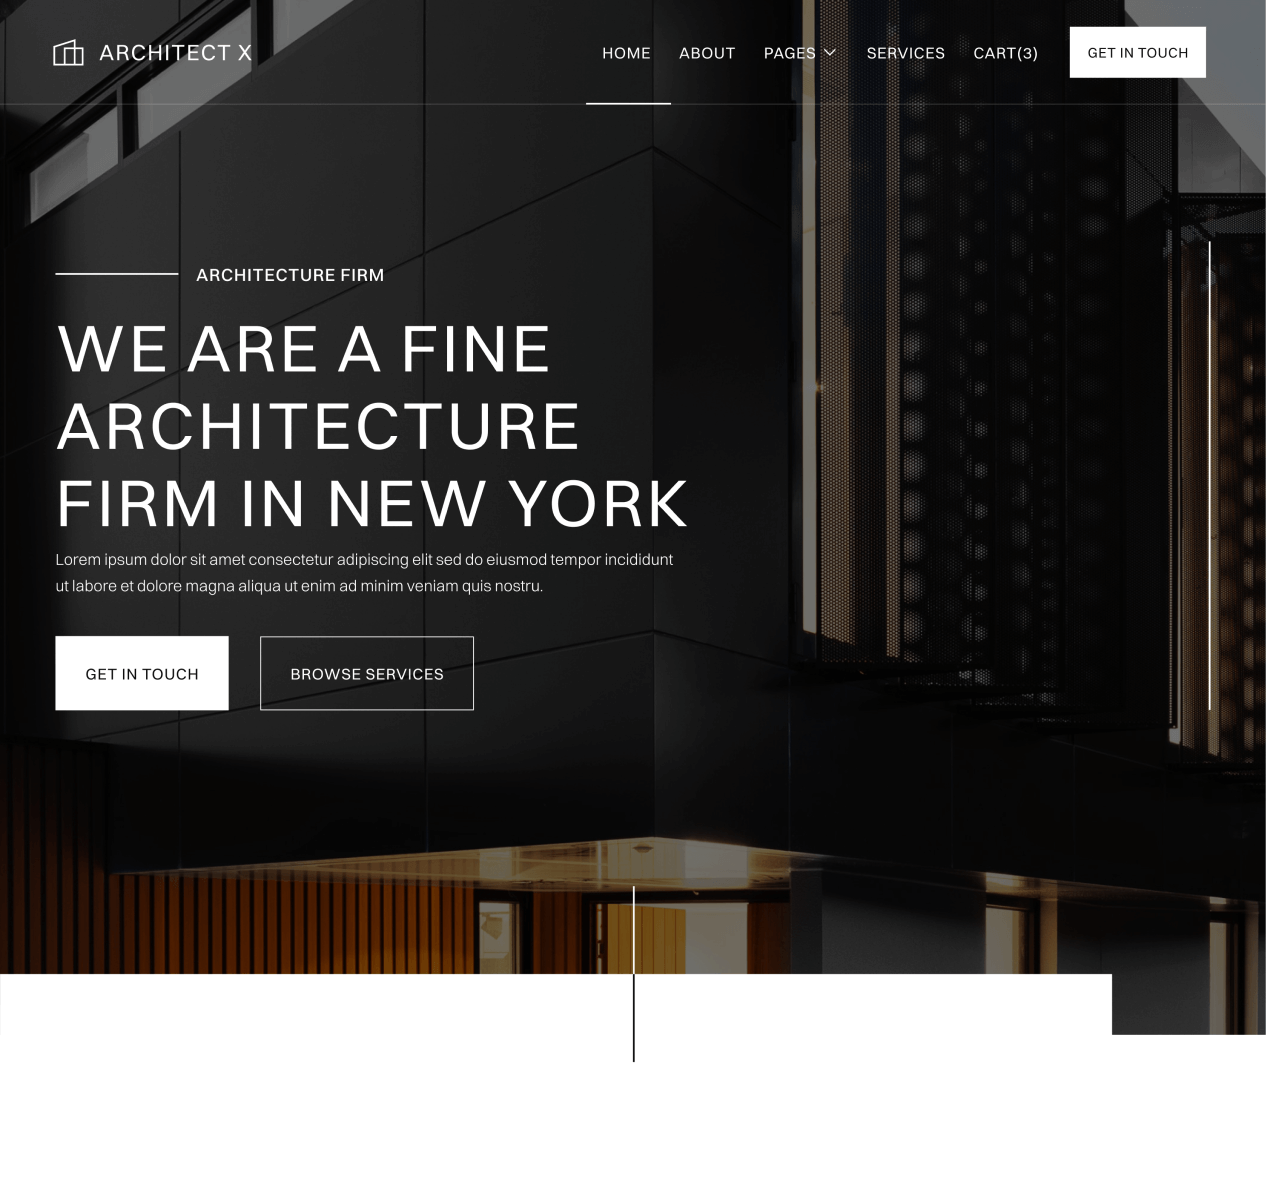 ARCHITECT X
HOME ABOUT PAGES SERVICES CART(3) GET IN TOUCH
ARCHITECTURE FIRM
WE ARE A FINE
ARCHITECTURE
FIRM IN NEW YORK
Lorem ipsum dolor sit amet consectetur adipiscing elit sed do eiusmod tempor incididunt
ut labore et dolore magna aliqua ut enim ad minim veniam quis nostru.
GET IN TOUCH BROWSE SERVICES